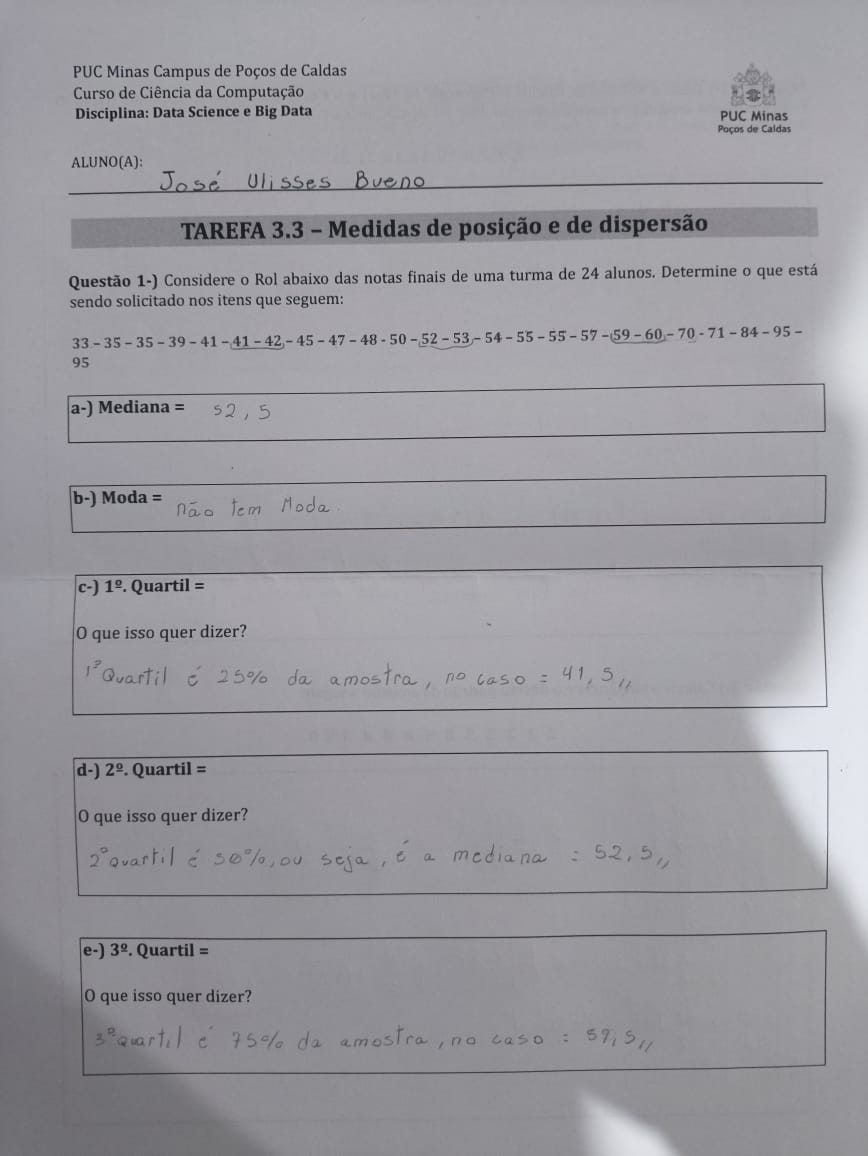 PUC Minas Campus de Poços de Caldas
Curso de Ciência da Computação
Disciplina: Data Science e Big Data
PUC Minas
Poços de Caldas
ALUNO(A):
José Ulisses Bueno
TAREFA 3.3 – Medidas de posição e de dispersão
Questão 1-) Considere o Rol abaixo das notas finais de uma turma de 24 alunos. Determine o que está
sendo solicitado nos itens que seguem:
33 – 35 – 35 – 39 – 41 – 41 – 42 – 45 – 47 – 48 - 50 – 52 – 53 – 54 – 55 – 55 – 57 – 59 – 60 – 70 - 71 – 84 – 95 –
95
a-) Mediana = 52,5
b-) Moda = não tem Moda.
c-) 1º. Quartil =
O que isso quer dizer?
1º Quartil é 25% da amostra, no caso = 41,5,,
d-) 2º. Quartil =
O que isso quer dizer?
2º Quartil é 50%, ou seja, é a mediana = 52,5,,
e-) 3º. Quartil =
O que isso quer dizer?
3º Quartil é 75% da amostra, no caso = 59,5,,